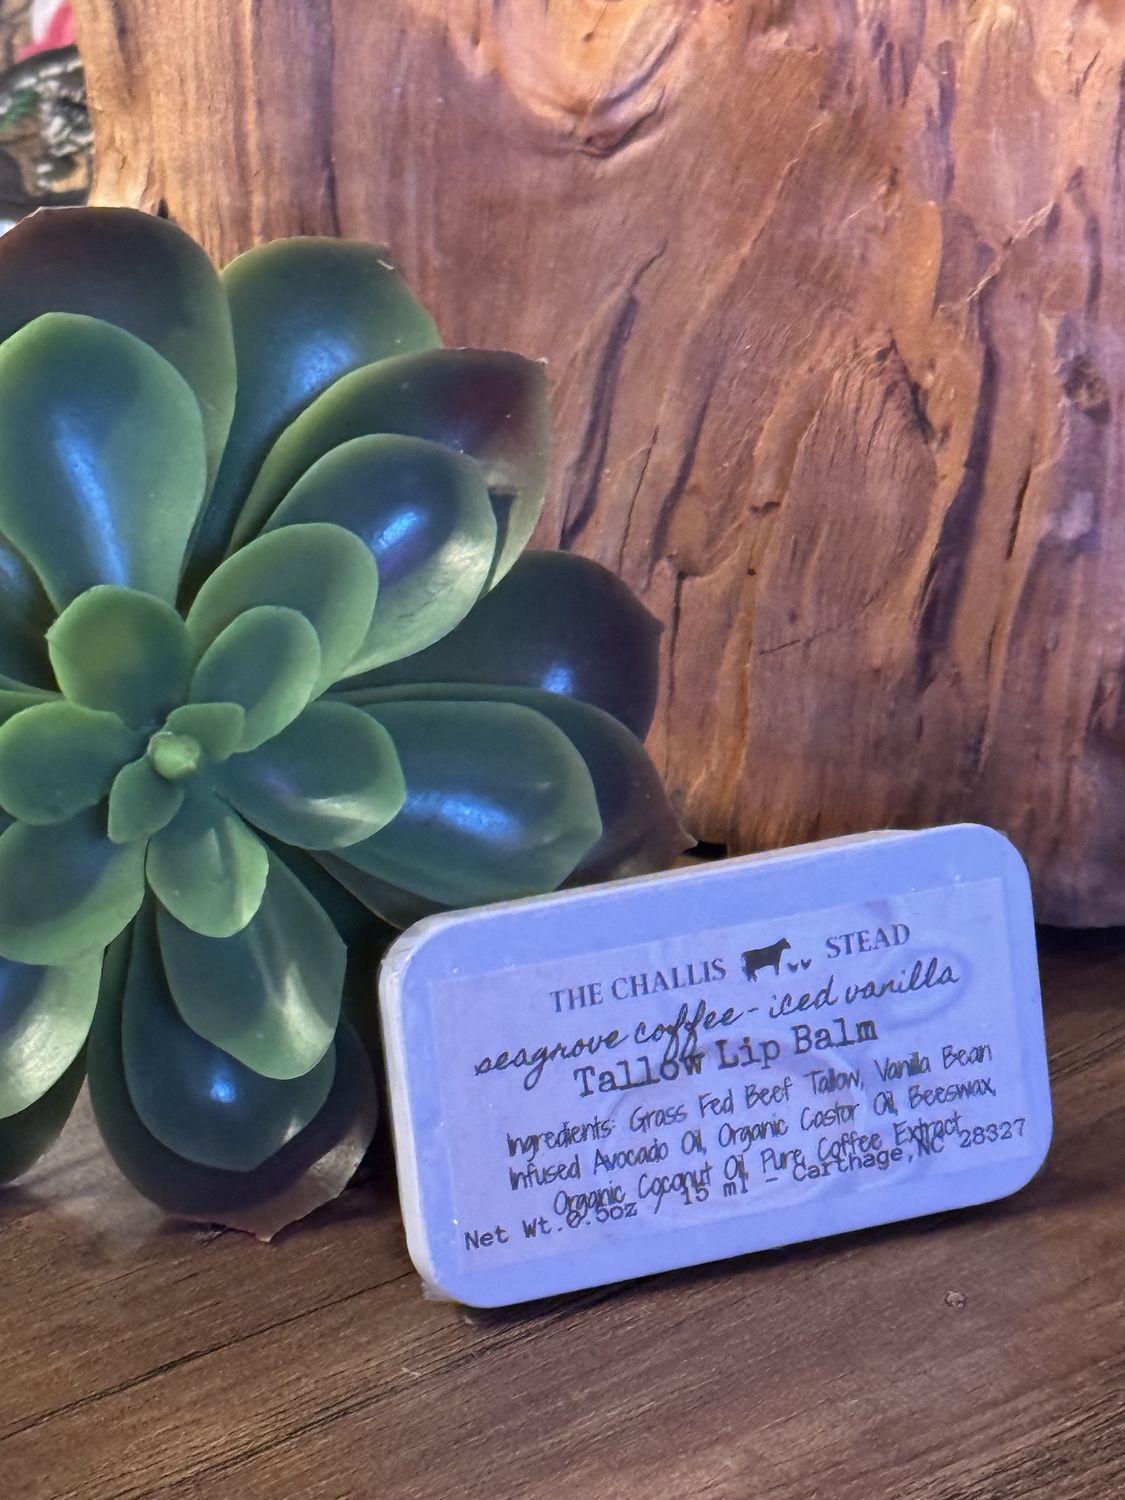 THE CHALLIS STEAD
seagrove coffee - iced vanilla
Tallow Lip Balm
Ingredients: Grass Fed Beef Tallow, Vanilla Bean
Infused Avocado Oil, Organic Castor Oil, Beeswax,
Organic Coconut Oil, Pure Coffee Extract
Net Wt. 0.5oz / 15 ml - Carthage, NC 28327